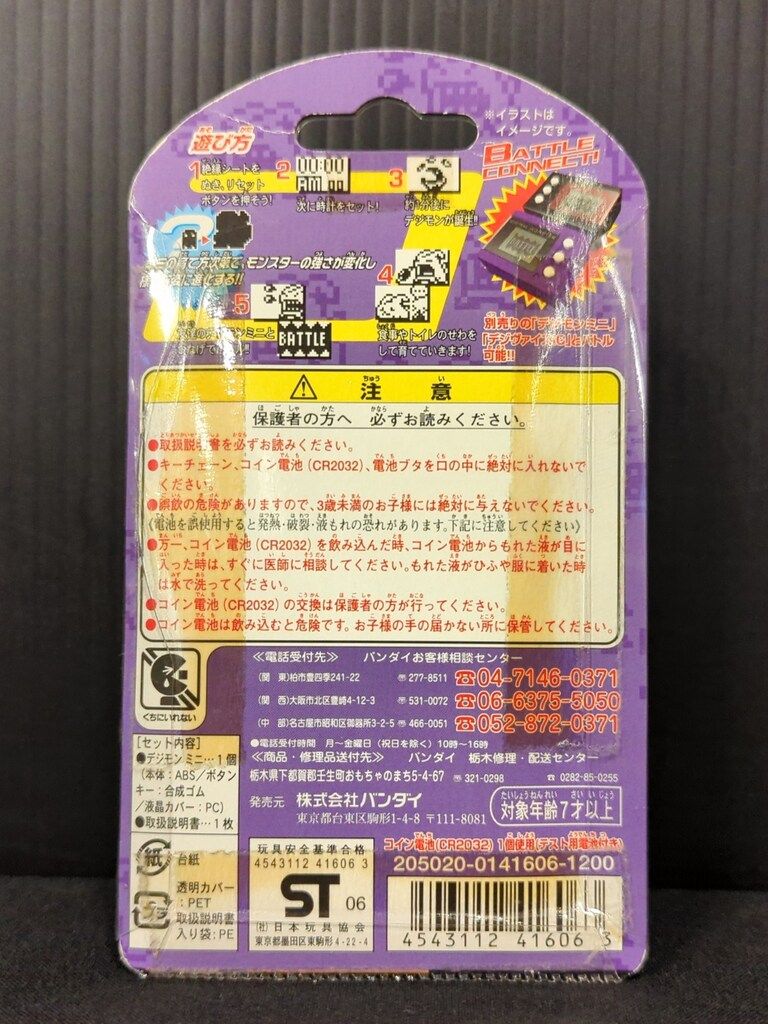 遊び方
※イラストは
イメージです。
BATTLE
CONNECT!
1 絶縁シートを
ぬき、リセット
ボタンを押そう!
2 00:00
AM
次に時計をセット!
3
約1分後に
デジモンが誕生!!
モンスターの強さが変化し
4
食事やトイレのせわを
して育てていきます!
5
BATTLE
別売りの「デジモンミニ」
「デジヴァイスiC」とバトル
可能!!
注意
保護者の方へ 必ずお読みください。
●取扱説明書を必ずお読みください。
●キーチェーン、コイン電池(CR2032)、電池ブタを口の中に絶対に入れないで
ください。
●誤飲の危険がありますので、3歳未満のお子様には絶対に与えないでください。
《電池を誤使用すると発熱・破裂・液もれの恐れがあります。下記に注意してください》
●万一、コイン電池(CR2032)を飲み込んだ時、コイン電池からもれた液が目に
入った時は、すぐに医師に相談してください。もれた液がひふや服に着いた時
は水で洗ってください。
●コイン電池(CR2032)の交換は保護者の方が行ってください。
●コイン電池は飲み込むと危険です。お子様の手の届かない所に保管してください。
くちにいれない
≪電話受付先≫ バンダイお客様相談センター
(関 東)柏市豊四季241-22 〒277-8511 ☎04-7146-0371
(関 西)大阪市北区豊崎4-12-3 〒531-0072 ☎06-6375-5050
(中 部)名古屋市昭和区御器所3-2-5 〒466-0051 ☎052-872-0371
●電話受付時間 月〜金曜日(祝日を除く)10時〜16時
≪商品・修理品送付先≫ バンダイ 栃木修理・配送センター
栃木県下都賀郡壬生町おもちゃのまち5-4-67 〒321-0298 ☎0282-85-0255
発売元 株式会社バンダイ
東京都台東区駒形1-4-8 〒111-8081
対象年齢7才以上
[セット内容]
●デジモンミニ…1個
(本体:ABS/ボタン
キー:合成ゴム
/液晶カバー:PC)
●取扱説明書…1枚
紙 台紙
プラ 透明カバー
:PET
取扱説明書
入り袋:PE
玩具安全基準合格
4543112 41606 3
ST 06
(社)日本玩具協会
東京都墨田区東駒形4-22-4
コイン電池(CR2032)1個使用(テスト用電池付き)
205020-0141606-1200
4543112 41606 3